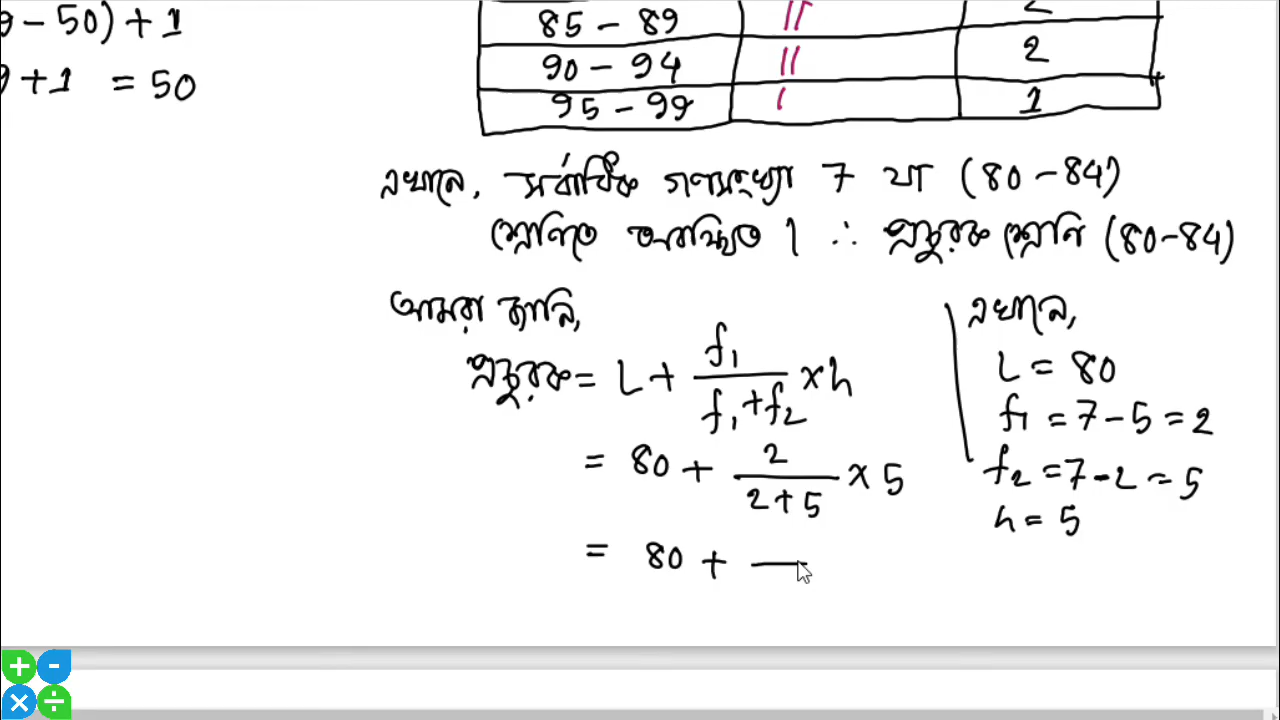 9 - 50) + 1
9 + 1 = 50
85 - 89 || 2
90 - 94 || 2
95 - 99 | 1
এখানে, সর্বাধিক গণসংখ্যা 7 যা (80 - 84)
শ্রেণিতে অবস্থিত। ∴ প্রচুরক শ্রেণি (80-84)
আমরা জানি,
প্রচুরক = L + f₁/(f₁+f₂) × h
= 80 + 2/(2+5) × 5
= 80 + —
এখানে,
L = 80
f₁ = 7 - 5 = 2
f₂ = 7 - 2 = 5
h = 5
+ -
× ÷